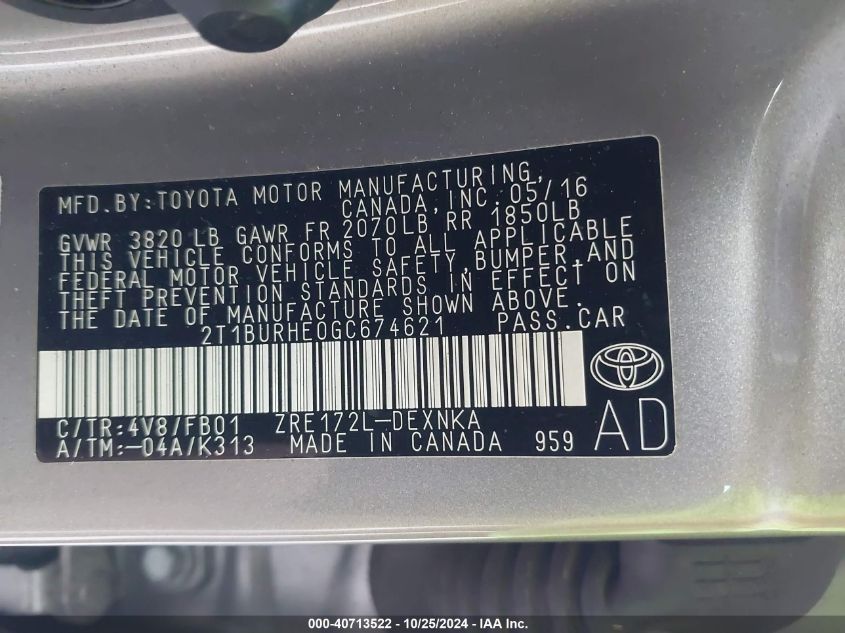 MFD.BY:TOYOTA MOTOR MANUFACTURING,
CANADA,INC.05/16
GVWR 3820 LB GAWR FR 2070LB RR 1850LB
THIS VEHICLE CONFORMS TO ALL APPLICABLE
FEDERAL MOTOR VEHICLE SAFETY,BUMPER,AND
THEFT PREVENTION STANDARDS IN EFFECT ON
THE DATE OF MANUFACTURE SHOWN ABOVE.
2T1BURHE0GC674621 PASS.CAR
C/TR:4V8/FB01 ZRE172L-DEXNKA
A/TM:-04A/K313 MADE IN CANADA 959 AD
000-40713522 - 10/25/2024 - IAA Inc.